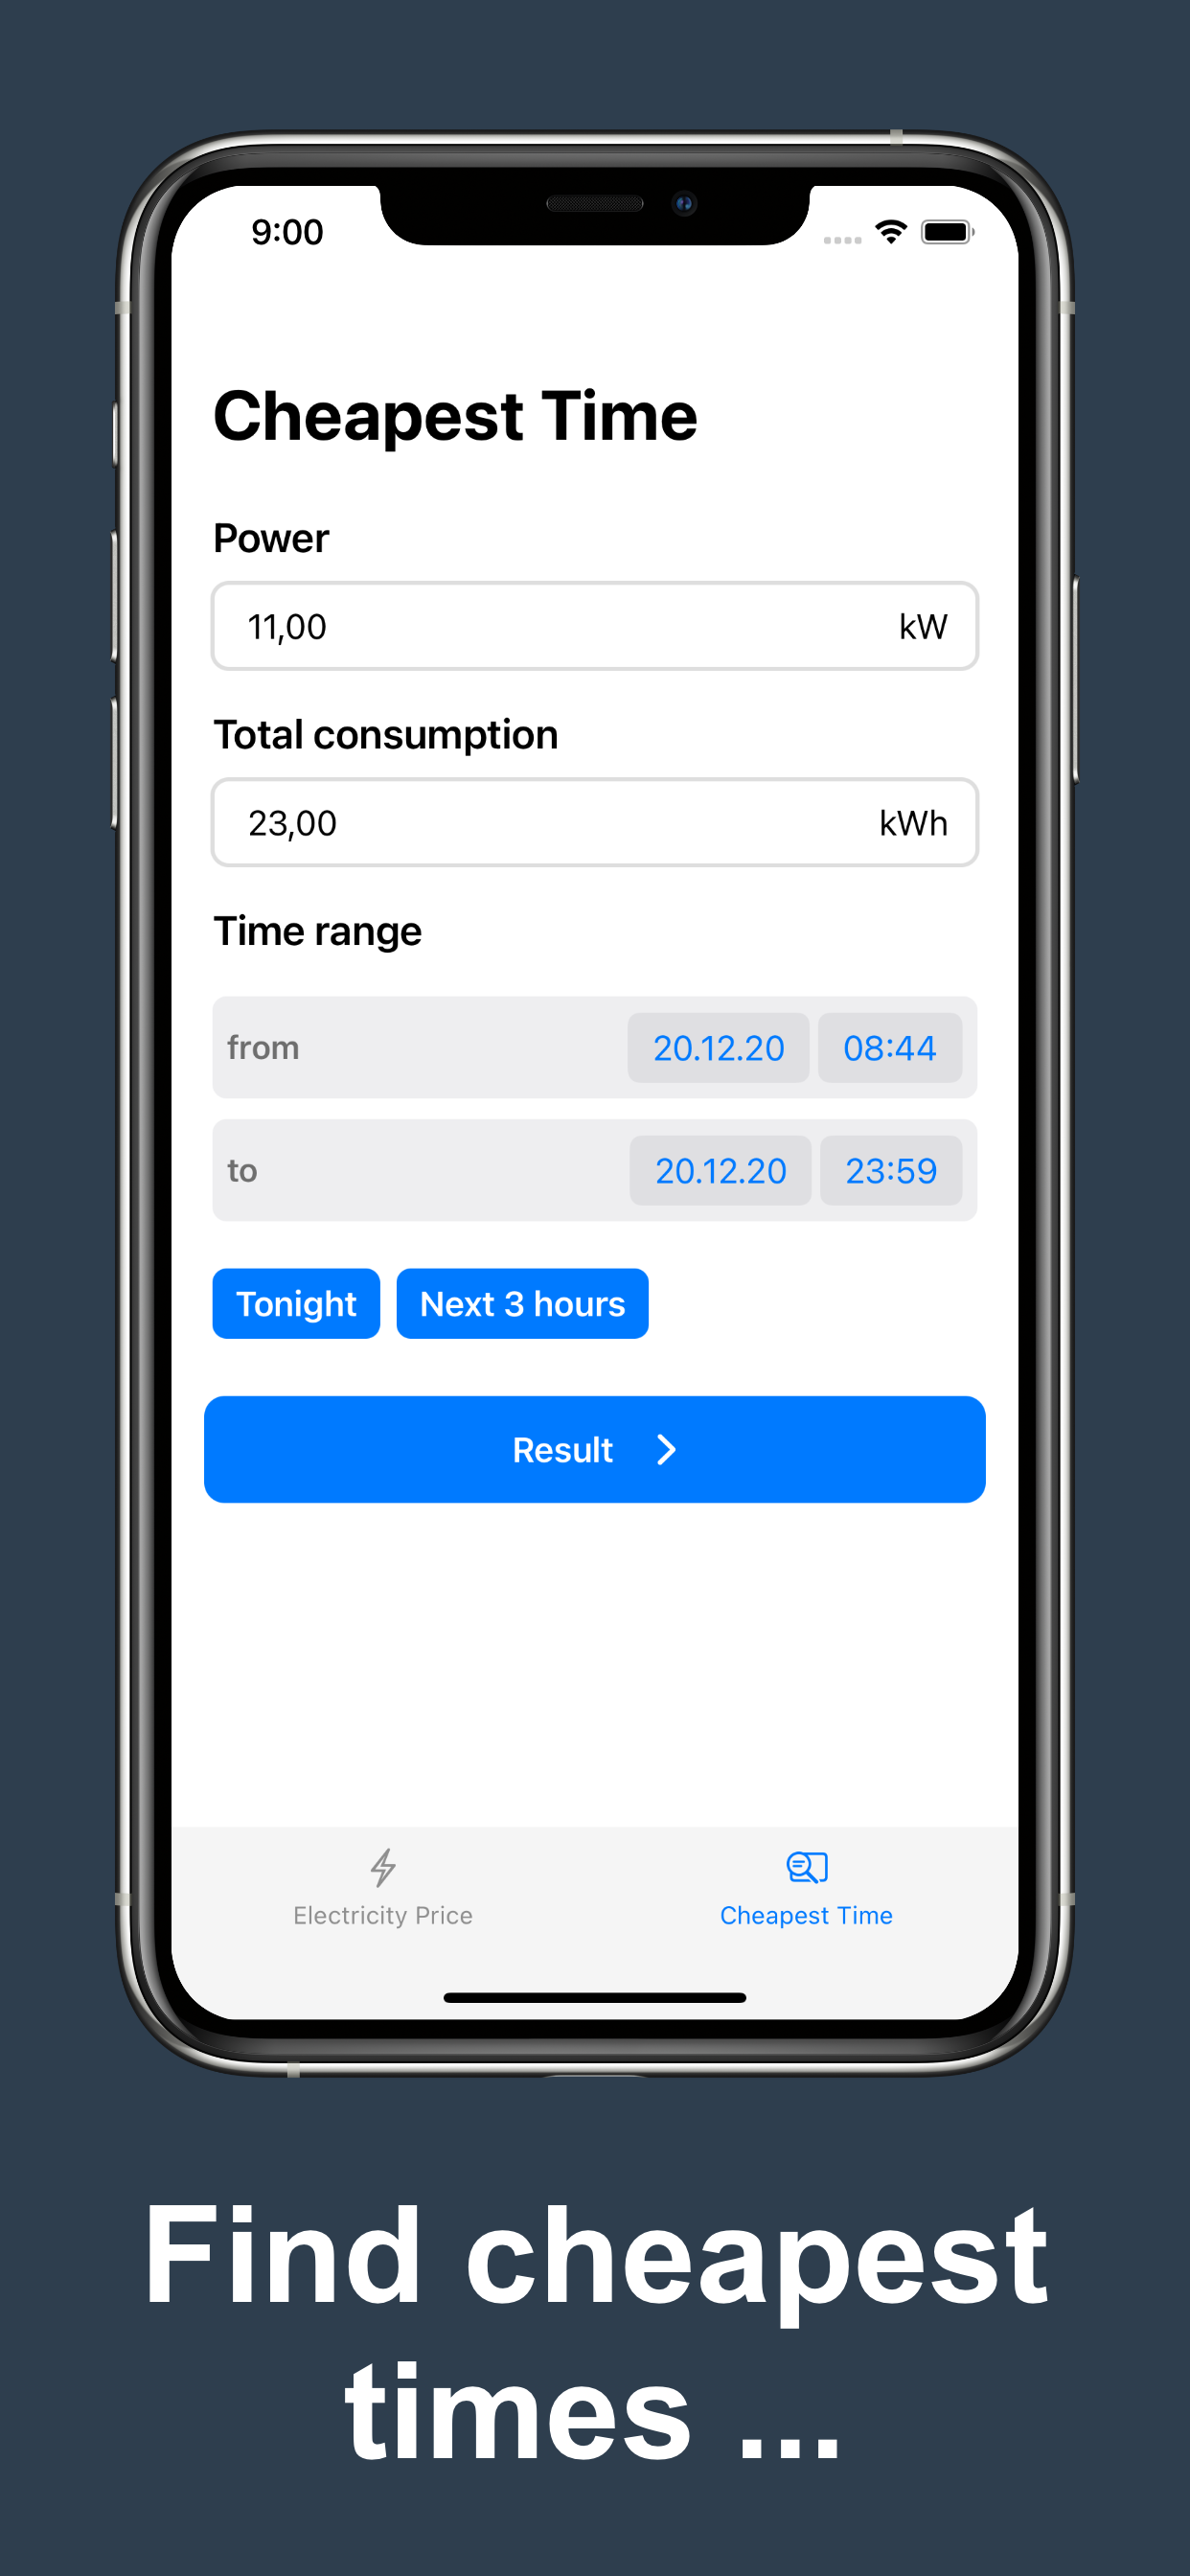 9:00
Cheapest Time
Power
11,00 kW
Total consumption
23,00 kWh
Time range
from 20.12.20 08:44
to 20.12.20 23:59
Tonight Next 3 hours
Result
Electricity Price Cheapest Time
Find cheapest
times ...